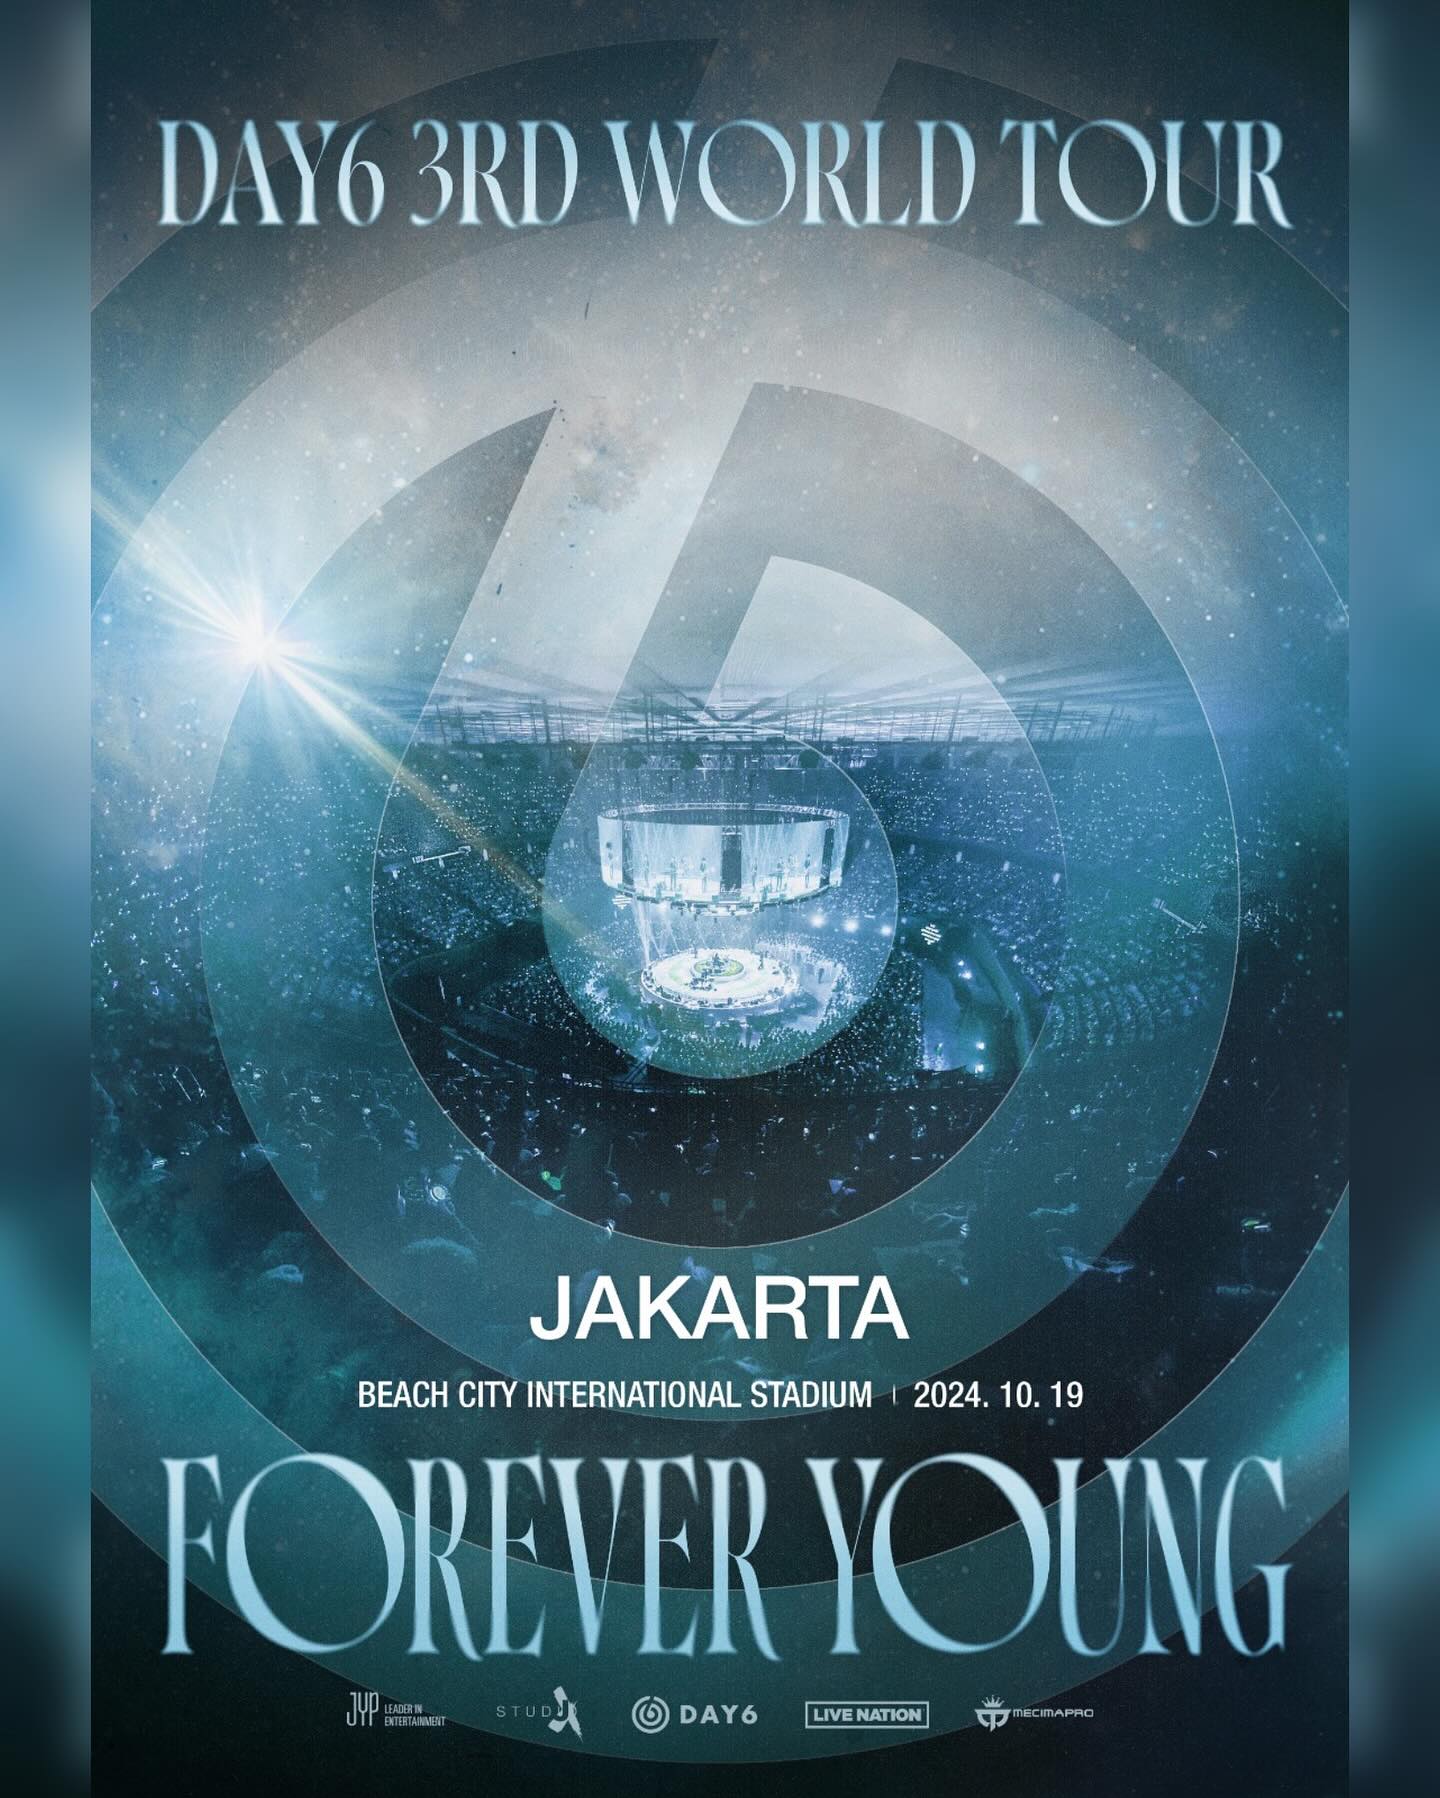 DAY6 3RD WORLD TOUR
JAKARTA
BEACH CITY INTERNATIONAL STADIUM | 2024. 10. 19
FOREVER YOUNG
JYP LEADER IN ENTERTAINMENT STUDIO J DAY6 LIVE NATION MECIMAPRO